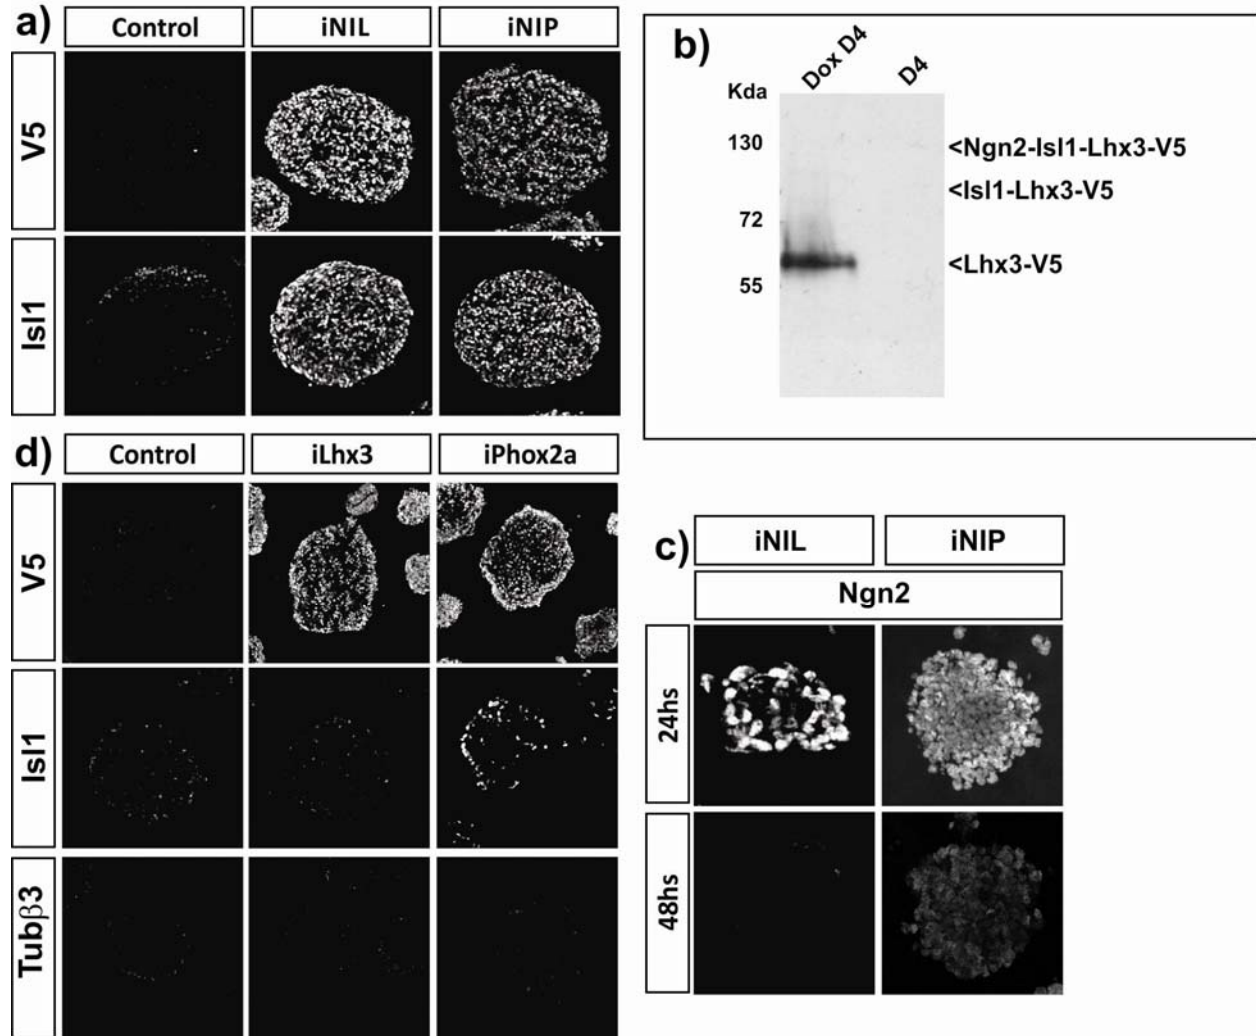 a)
Control
iNIL
iNIP
V5
Isl1
b)
Dox D4
D4
Kda
130
72
55
<Ngn2-Isl1-Lhx3-V5
<Isl1-Lhx3-V5
<Lhx3-V5
d)
Control
iLhx3
iPhox2a
V5
Isl1
Tubβ3
c)
iNIL
iNIP
Ngn2
24hs
48hs